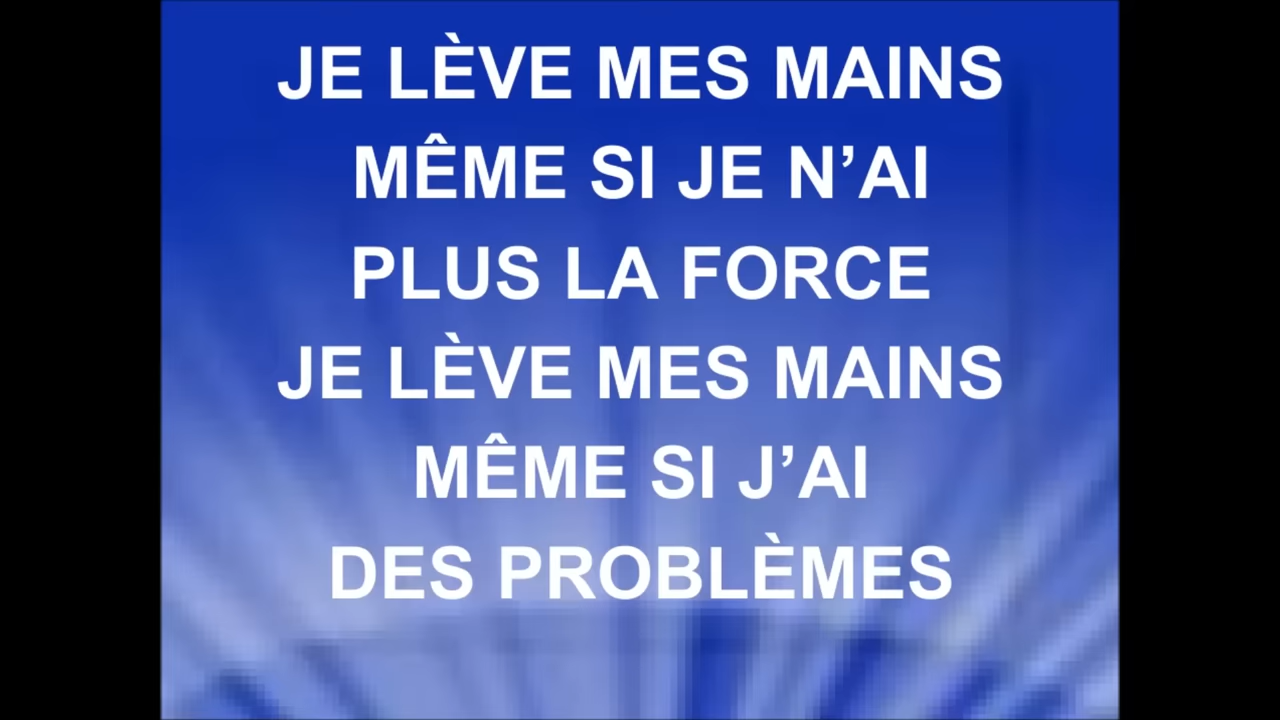 JE LÈVE MES MAINS
MÊME SI JE N’AI
PLUS LA FORCE
JE LÈVE MES MAINS
MÊME SI J’AI
DES PROBLÈMES